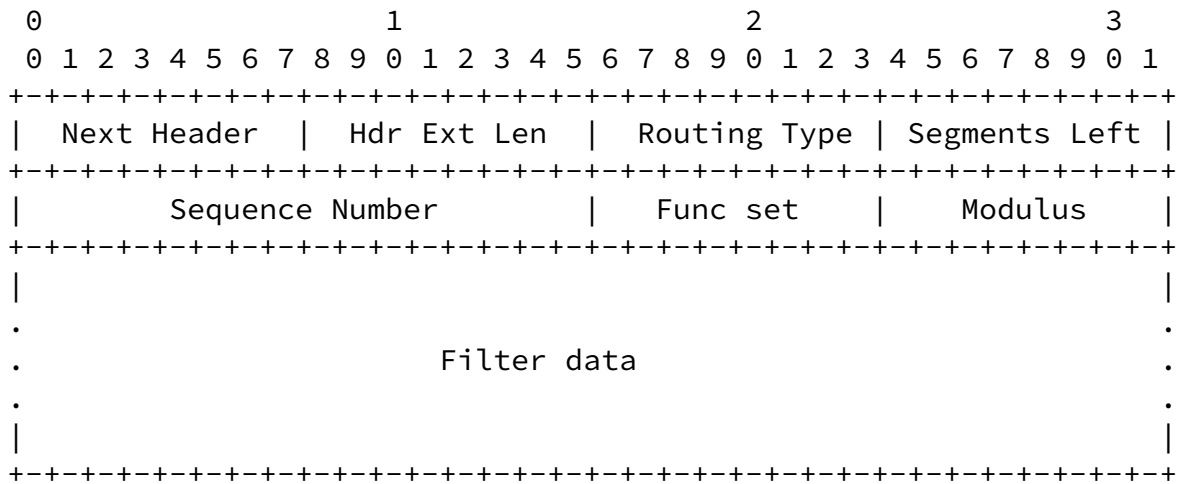 0                   1                   2                   3
0 1 2 3 4 5 6 7 8 9 0 1 2 3 4 5 6 7 8 9 0 1 2 3 4 5 6 7 8 9 0 1
+-+-+-+-+-+-+-+-+-+-+-+-+-+-+-+-+-+-+-+-+-+-+-+-+-+-+-+-+-+-+-+-+
|  Next Header  |  Hdr Ext Len  |  Routing Type | Segments Left |
+-+-+-+-+-+-+-+-+-+-+-+-+-+-+-+-+-+-+-+-+-+-+-+-+-+-+-+-+-+-+-+-+
|        Sequence Number        |   Func set    |    Modulus    |
+-+-+-+-+-+-+-+-+-+-+-+-+-+-+-+-+-+-+-+-+-+-+-+-+-+-+-+-+-+-+-+-+
|                                                               |
.                                                               .
.                       Filter data                             .
.                                                               .
|                                                               |
+-+-+-+-+-+-+-+-+-+-+-+-+-+-+-+-+-+-+-+-+-+-+-+-+-+-+-+-+-+-+-+-+